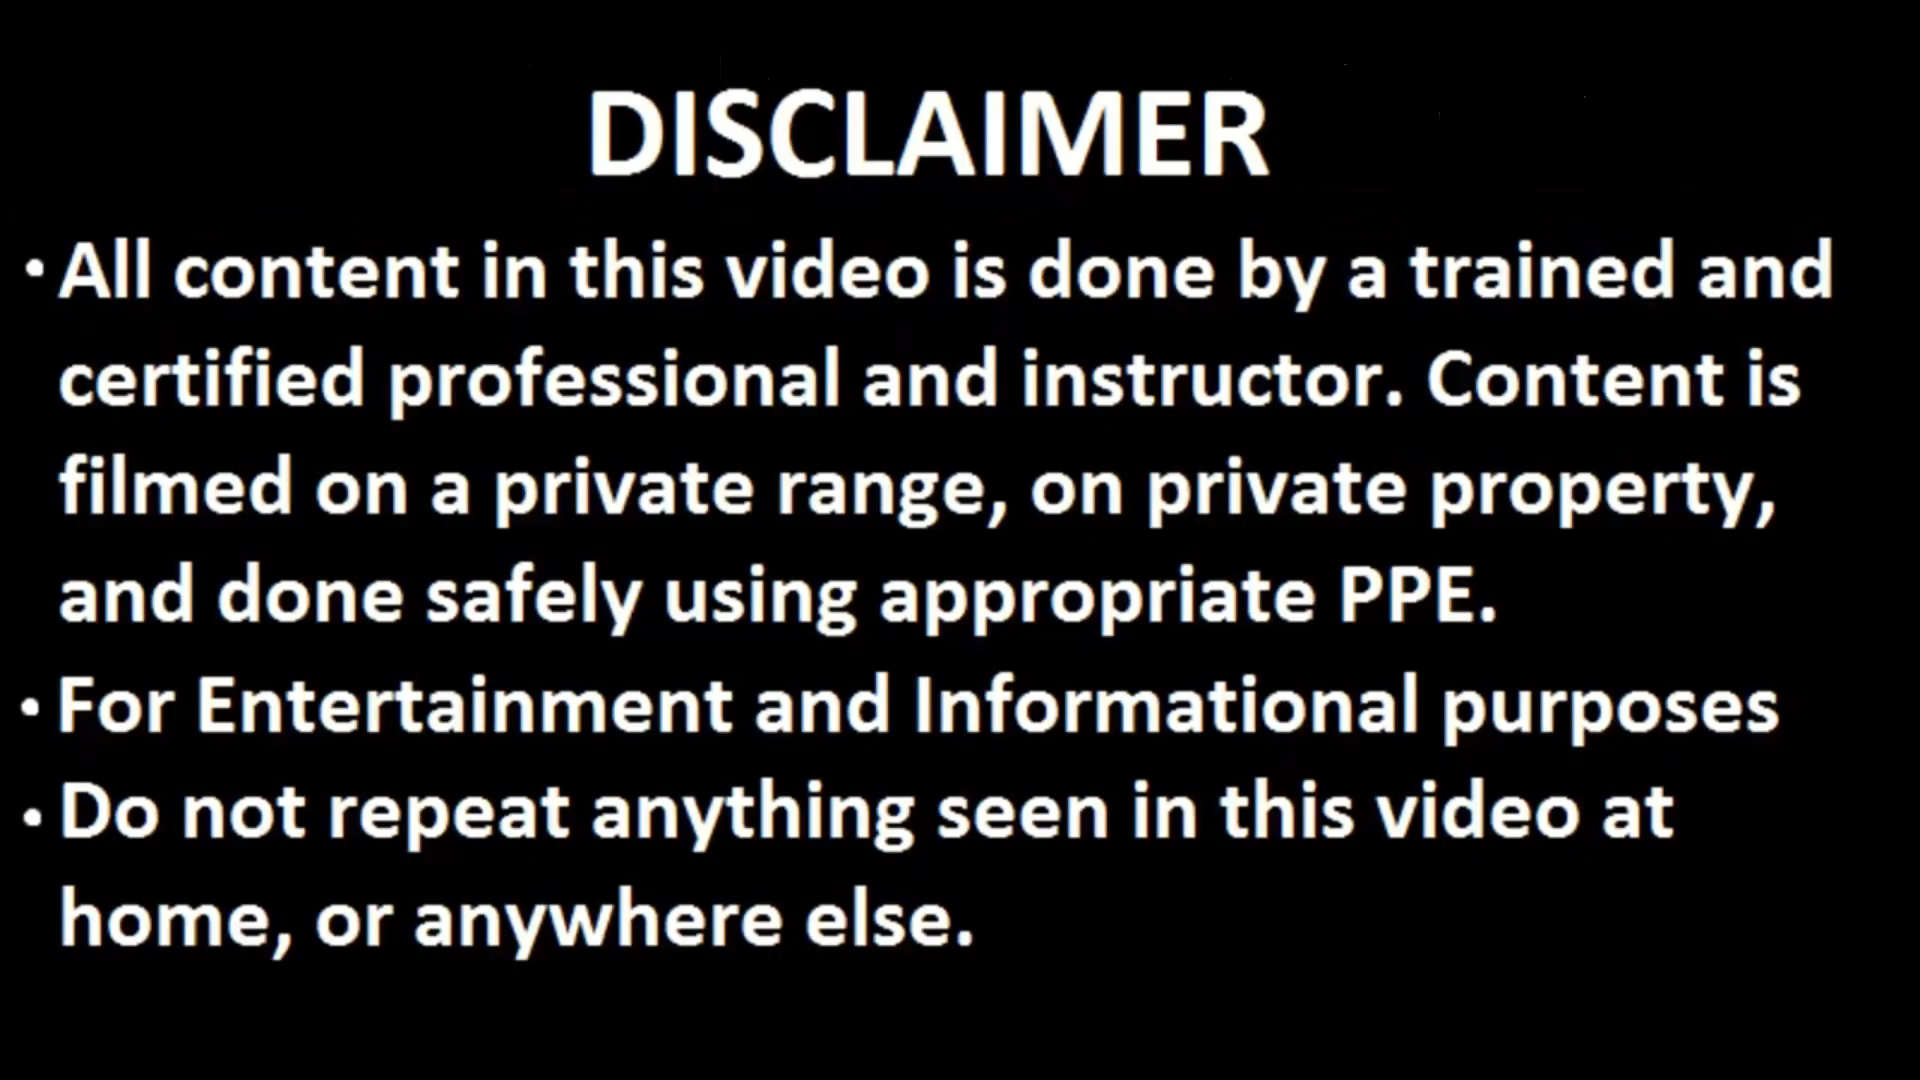 DISCLAIMER
• All content in this video is done by a trained and
certified professional and instructor. Content is
filmed on a private range, on private property,
and done safely using appropriate PPE.
• For Entertainment and Informational purposes
• Do not repeat anything seen in this video at
home, or anywhere else.